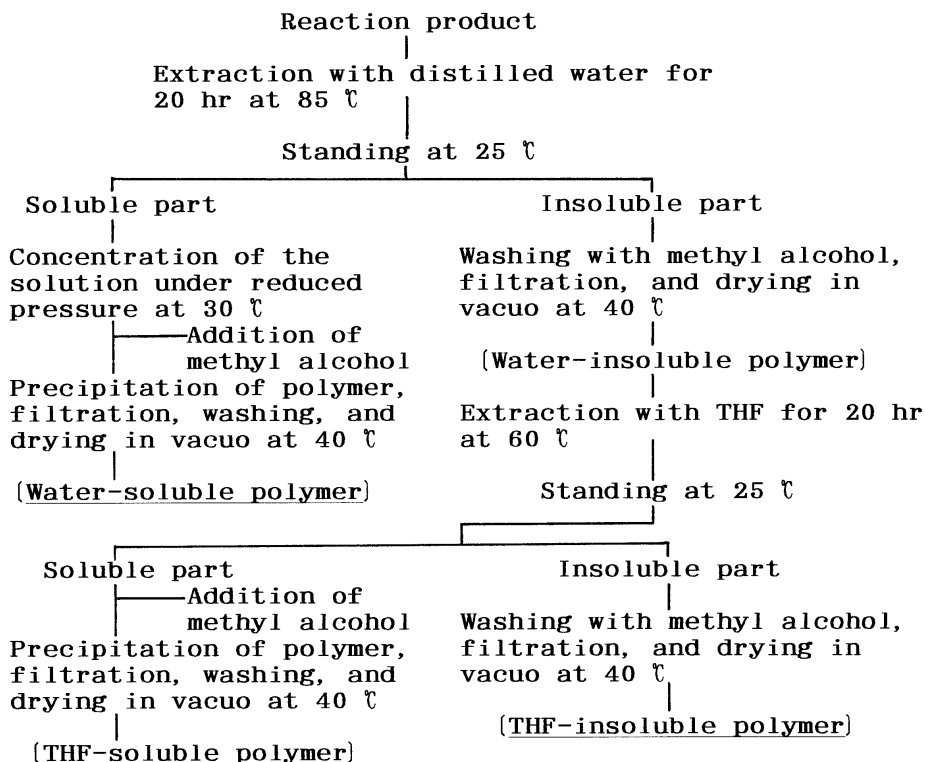 Reaction product
Extraction with distilled water for
20 hr at 85 ℃
Standing at 25 ℃
Soluble part
Concentration of the
solution under reduced
pressure at 30 ℃
Addition of
methyl alcohol
Precipitation of polymer,
filtration, washing, and
drying in vacuo at 40 ℃
(Water-soluble polymer)
Insoluble part
Washing with methyl alcohol,
filtration, and drying in
vacuo at 40 ℃
(Water-insoluble polymer)
Extraction with THF for 20 hr
at 60 ℃
Standing at 25 ℃
Soluble part
Addition of
methyl alcohol
Precipitation of polymer,
filtration, washing, and
drying in vacuo at 40 ℃
(THF-soluble polymer)
Insoluble part
Washing with methyl alcohol,
filtration, and drying in
vacuo at 40 ℃
(THF-insoluble polymer)